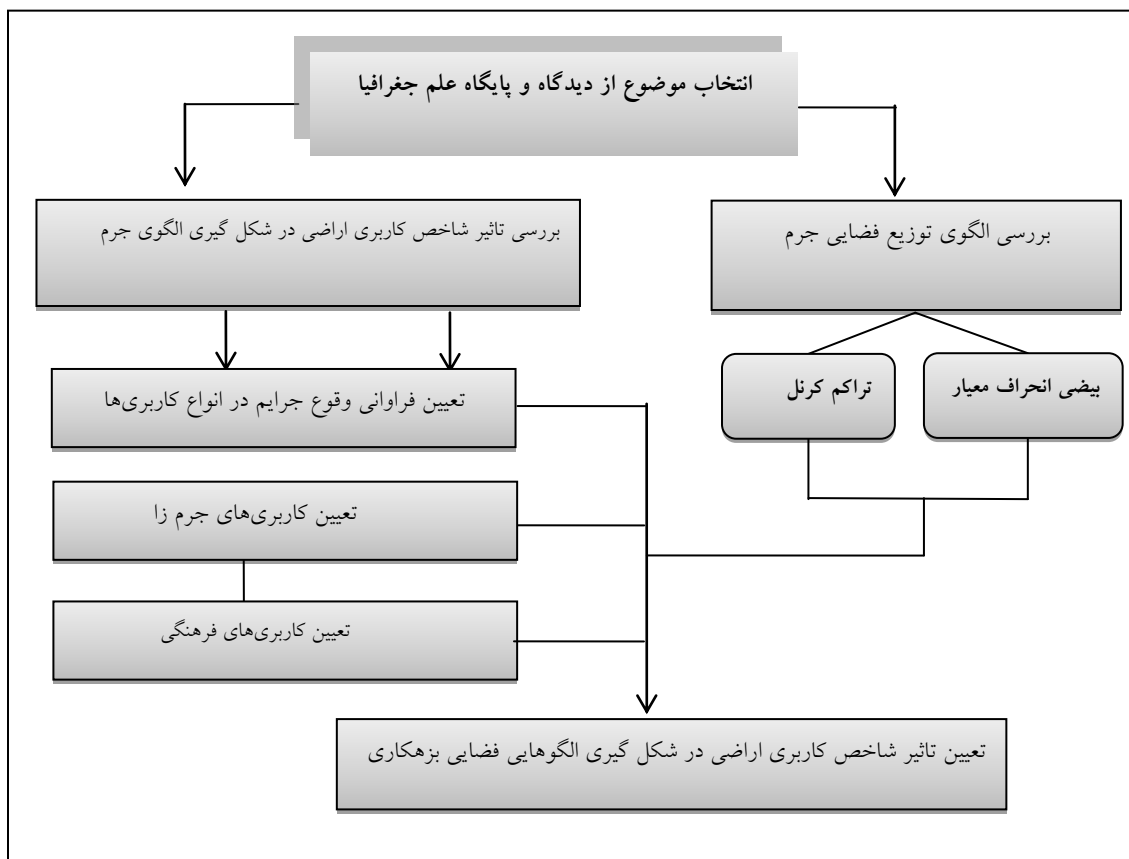 انتخاب موضوع از دیدگاه و پایگاه علم جغرافیا
بررسی الگوی توزیع فضایی جرم
بررسی تاثیر شاخص کاربری اراضی در شکل گیری الگوی جرم
بیضی انحراف معیار
تراکم کرنل
تعیین فراوانی وقوع جرایم در انواع کاربری‌ها
تعیین کاربری‌های جرم زا
تعیین کاربری‌های فرهنگی
تعیین تاثیر شاخص کاربری اراضی در شکل گیری الگوهایی فضایی بزهکاری